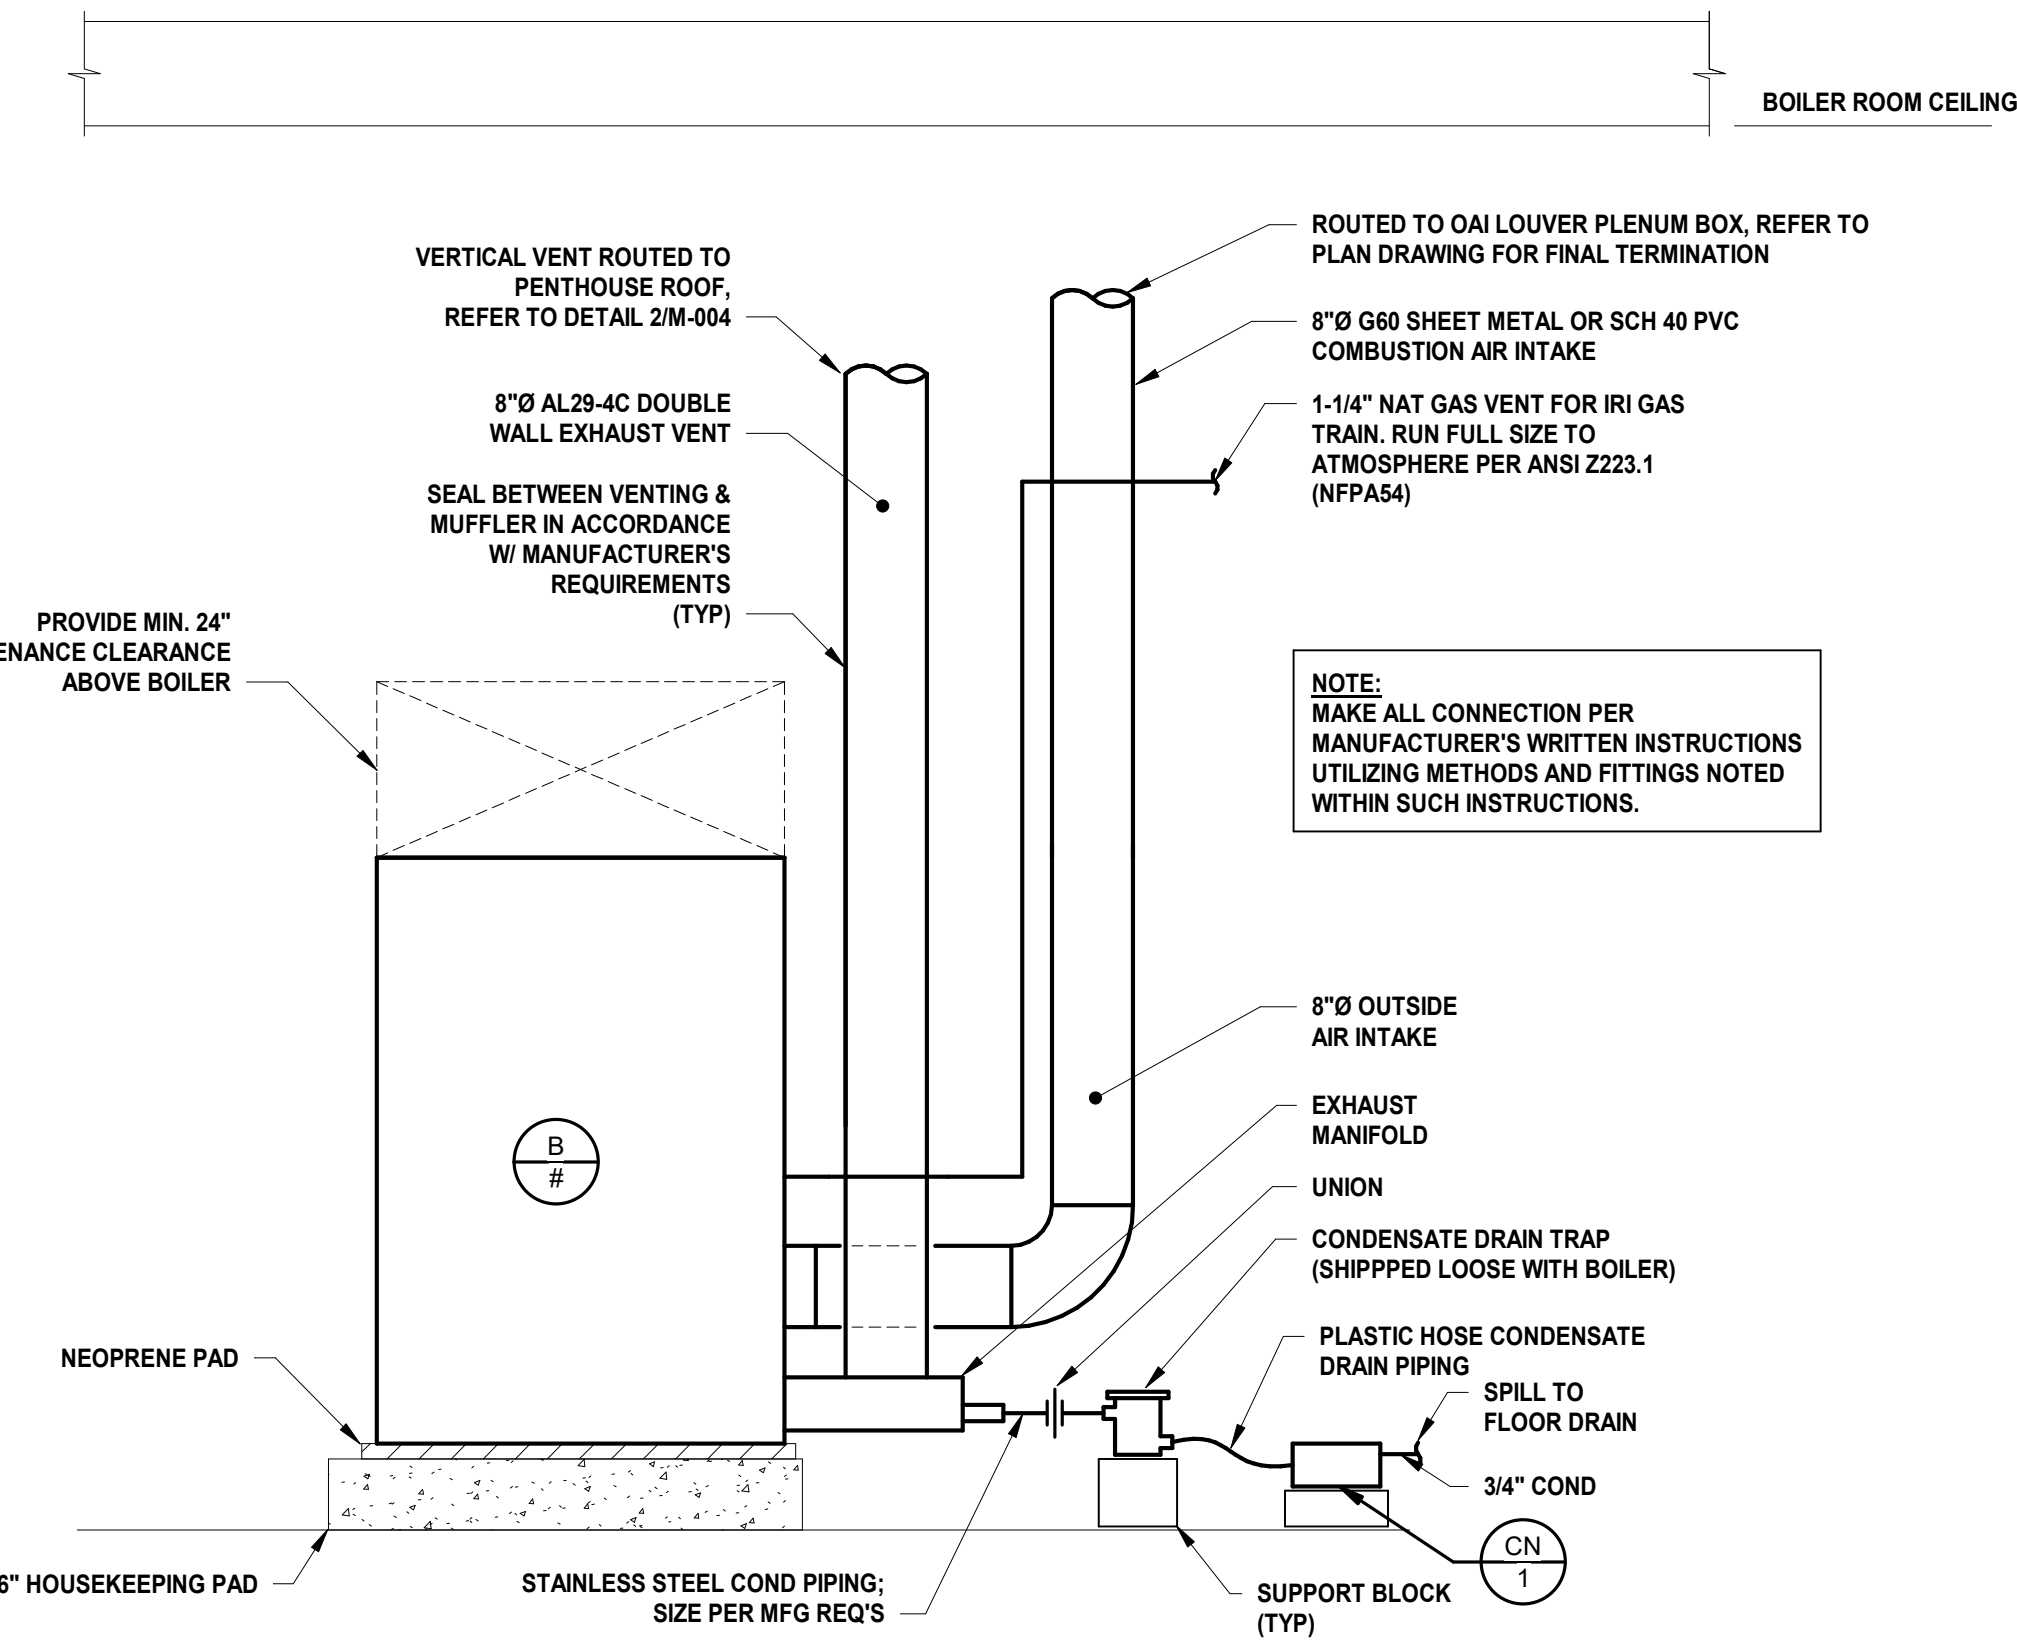 BOILER ROOM CEILING
VERTICAL VENT ROUTED TO
PENTHOUSE ROOF,
REFER TO DETAIL 2/M-004
8"Ø AL29-4C DOUBLE
WALL EXHAUST VENT
SEAL BETWEEN VENTING &
MUFFLER IN ACCORDANCE
W/ MANUFACTURER'S
REQUIREMENTS
(TYP)
PROVIDE MIN. 24"
ENANCE CLEARANCE
ABOVE BOILER
ROUTED TO OAI LOUVER PLENUM BOX, REFER TO
PLAN DRAWING FOR FINAL TERMINATION
8"Ø G60 SHEET METAL OR SCH 40 PVC
COMBUSTION AIR INTAKE
1-1/4" NAT GAS VENT FOR IRI GAS
TRAIN. RUN FULL SIZE TO
ATMOSPHERE PER ANSI Z223.1
(NFPA54)
NOTE:
MAKE ALL CONNECTION PER
MANUFACTURER'S WRITTEN INSTRUCTIONS
UTILIZING METHODS AND FITTINGS NOTED
WITHIN SUCH INSTRUCTIONS.
8"Ø OUTSIDE
AIR INTAKE
EXHAUST
MANIFOLD
UNION
CONDENSATE DRAIN TRAP
(SHIPPPED LOOSE WITH BOILER)
PLASTIC HOSE CONDENSATE
DRAIN PIPING
SPILL TO
FLOOR DRAIN
3/4" COND
B
#
NEOPRENE PAD
6" HOUSEKEEPING PAD
STAINLESS STEEL COND PIPING;
SIZE PER MFG REQ'S
SUPPORT BLOCK
(TYP)
CN
1